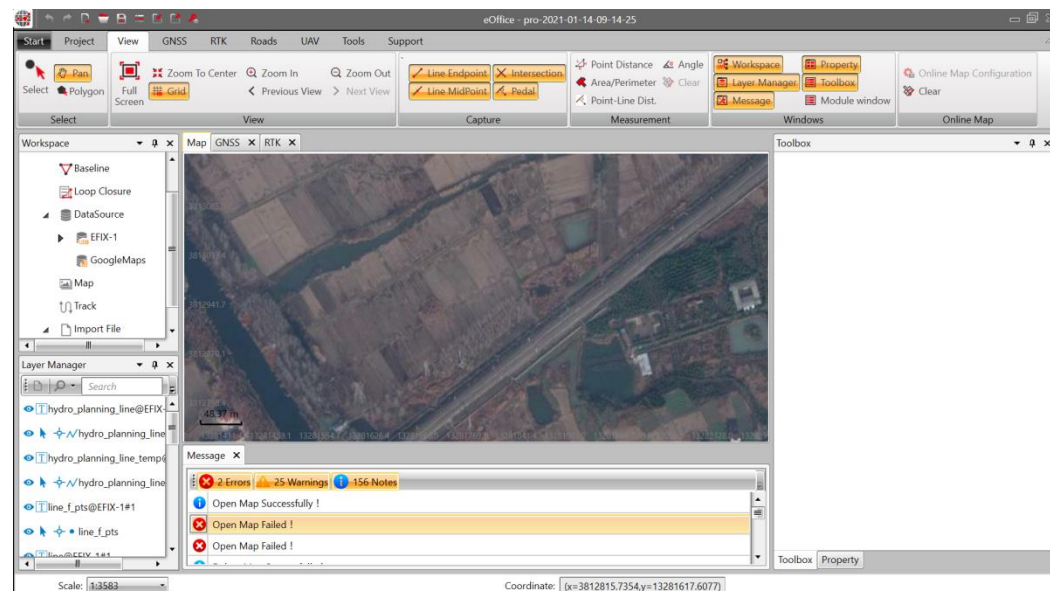 eOffice - pro-2021-01-14-09-14-25
Start Project View GNSS RTK Roads UAV Tools Support
Select Pan Polygon
Full Screen Zoom To Center Zoom In Zoom Out
Grid Previous View Next View
Line Endpoint Intersection
Line MidPoint Pedal
Point Distance Angle
Area/Perimeter Clear
Point-Line Dist.
Workspace Property
Layer Manager Toolbox
Message Module window
Online Map Configuration
Clear
Select View Capture Measurement Windows Online Map
Workspace
Baseline
Loop Closure
DataSource
EFIX-1
GoogleMaps
Map
Track
Import File
Layer Manager
Search
hydro_planning_line@EFIX-
hydro_planning_line
hydro_planning_line_temp@
hydro_planning_line
line_f_pts@EFIX-1#1
line_f_pts
line@EFIX-1#1
Map GNSS RTK
3812941.7
48.37 m
Message
2 Errors 25 Warnings 156 Notes
Open Map Successfully !
Open Map Failed !
Open Map Failed !
Toolbox
Toolbox Property
Scale: 1:3583
Coordinate: (x=3812815.7354,y=13281617.6077)